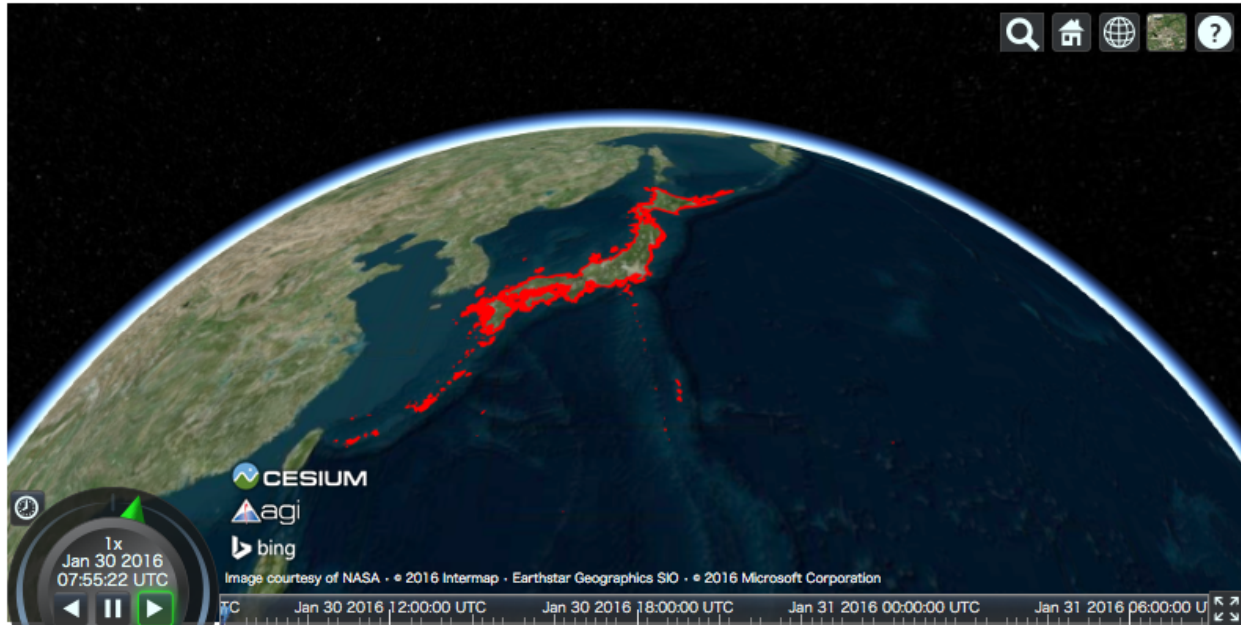 ?
CESIUM
agi
bing
Image courtesy of NASA · © 2016 Intermap · Earthstar Geographics SIO · © 2016 Microsoft Corporation
1x
Jan 30 2016
07:55:22 UTC
TC Jan 30 2016 12:00:00 UTC Jan 30 2016 18:00:00 UTC Jan 31 2016 00:00:00 UTC Jan 31 2016 06:00:00 U